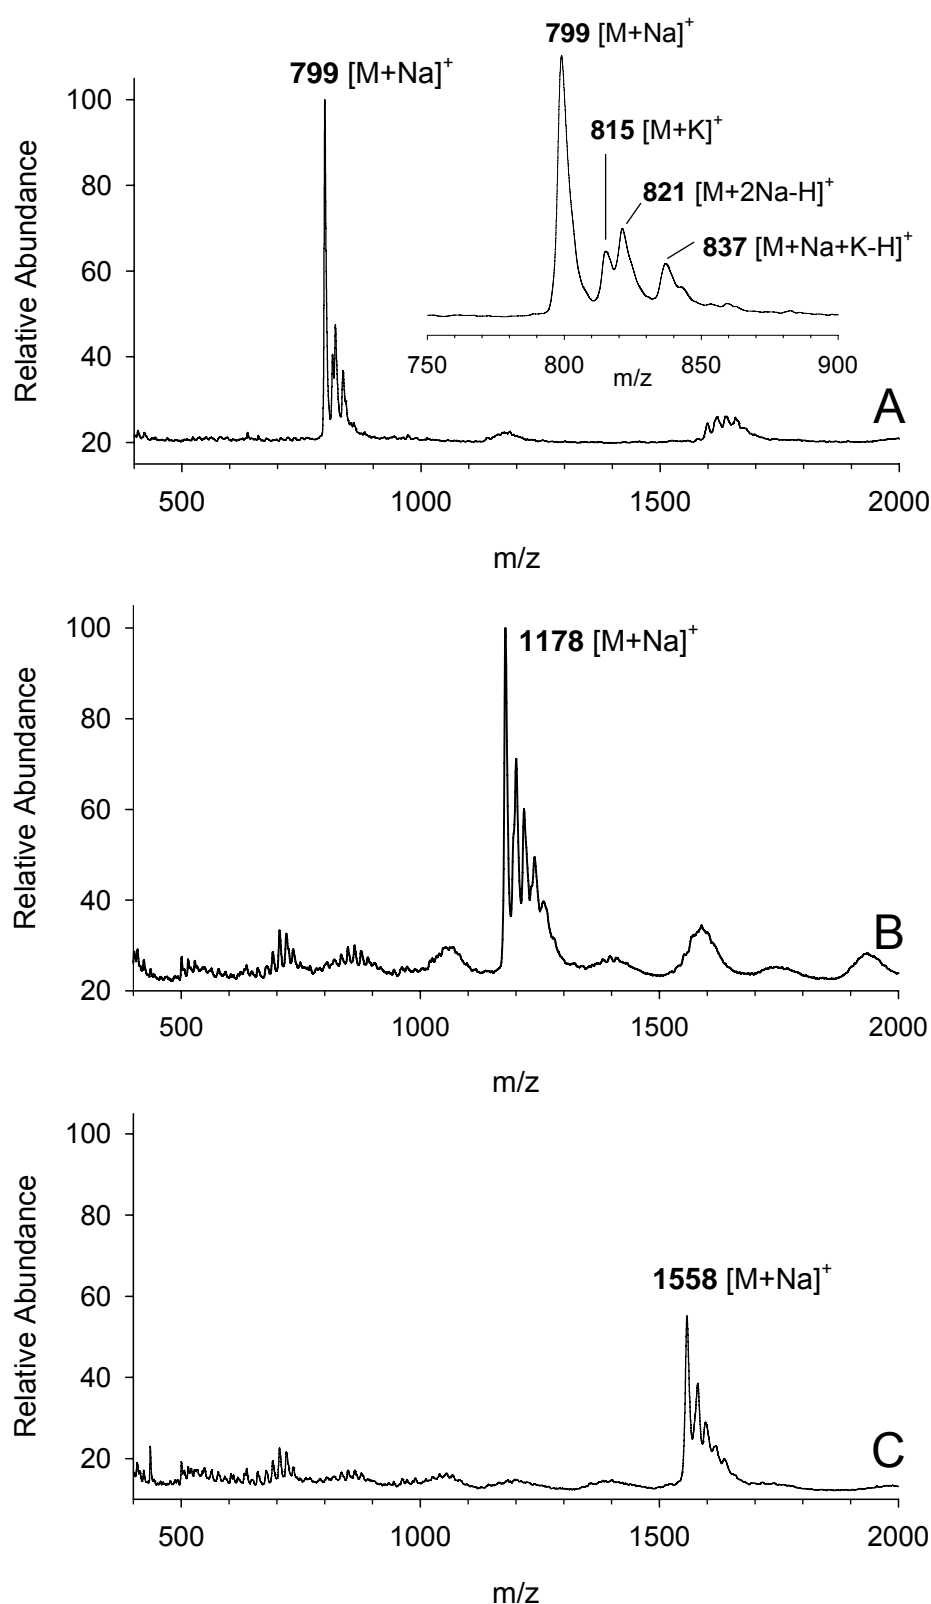 799 [M+Na]+
799 [M+Na]+
815 [M+K]+
821 [M+2Na-H]+
837 [M+Na+K-H]+
Relative Abundance
100
80
60
40
20
750
800
850
900
m/z
A
500
1000
1500
2000
m/z
1178 [M+Na]+
Relative Abundance
100
80
60
40
20
B
500
1000
1500
2000
m/z
1558 [M+Na]+
Relative Abundance
100
80
60
40
20
C
500
1000
1500
2000
m/z